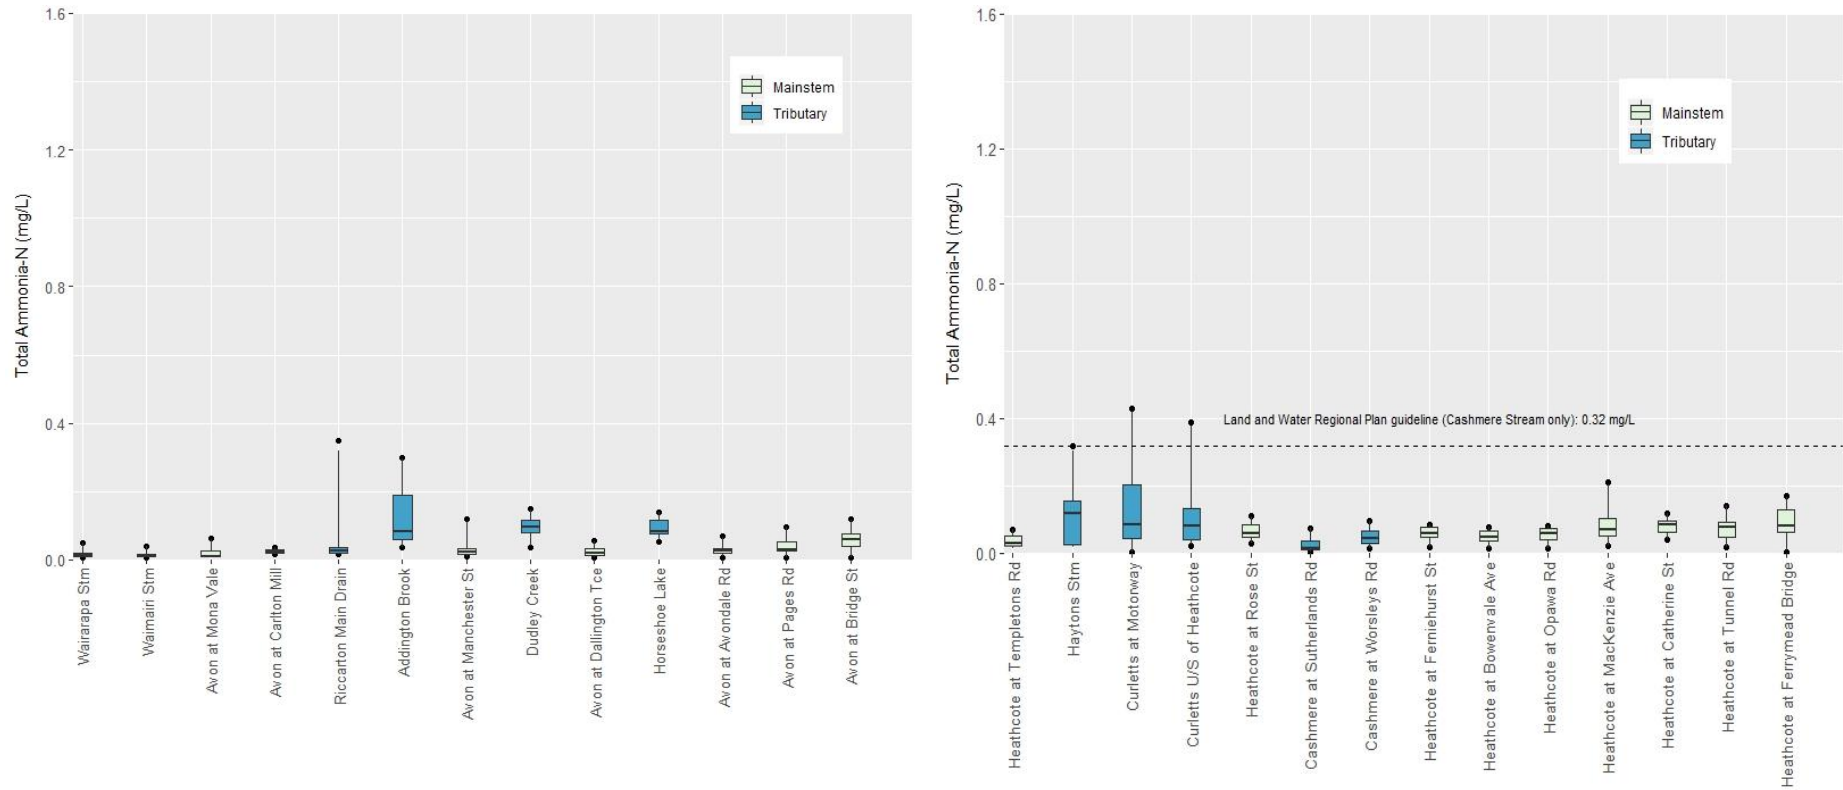 Total Ammonia-N (mg/L)
1.6
1.2
0.8
0.4
0.0
Mainstem
Tributary
Wairarapa Stm
Waimairi Stm
Avon at Mona Vale
Avon at Carlton Mill
Riccarton Main Drain
Addington Brook
Avon at Manchester St
Dudley Creek
Avon at Dallington Tce
Horseshoe Lake
Avon at Avondale Rd
Avon at Pages Rd
Avon at Bridge St
Total Ammonia-N (mg/L)
1.6
1.2
0.8
0.4
0.0
Mainstem
Tributary
Land and Water Regional Plan guideline (Cashmere Stream only): 0.32 mg/L
Heathcote at Templetons Rd
Haytons Stm
Curletts at Motorway
Curletts U/S of Heathcote
Heathcote at Rose St
Cashmere at Sutherlands Rd
Cashmere at Worsleys Rd
Heathcote at Ferniehurst St
Heathcote at Bowenvale Ave
Heathcote at Opawa Rd
Heathcote at MacKenzie Ave
Heathcote at Catherine St
Heathcote at Tunnel Rd
Heathcote at Ferrymead Bridge